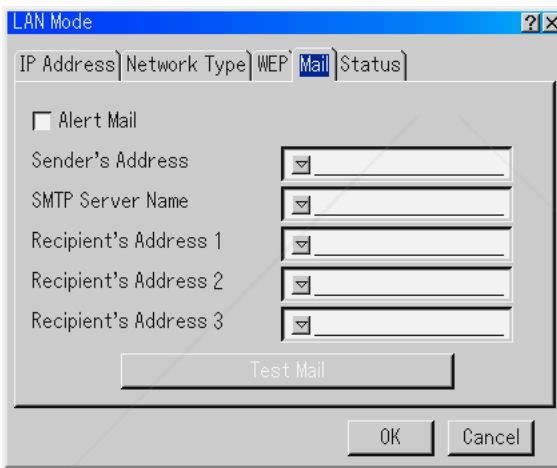 LAN Mode
IP Address Network Type WEP Mail Status
Alert Mail
Sender's Address
SMTP Server Name
Recipient's Address 1
Recipient's Address 2
Recipient's Address 3
Test Mail
OK Cancel